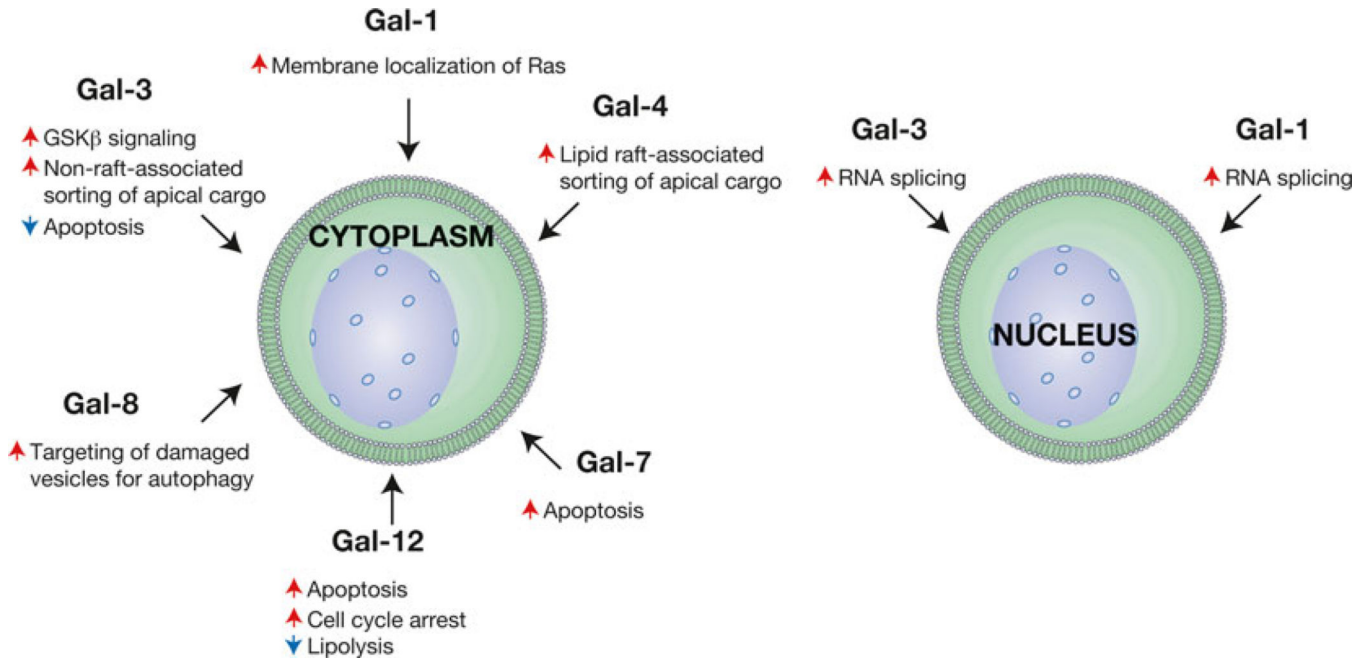 Gal-1
Membrane localization of Ras
Gal-3
GSKβ signaling
Non-raft-associated
sorting of apical cargo
Apoptosis
Gal-4
Lipid raft-associated
sorting of apical cargo
CYTOPLASM
Gal-8
Targeting of damaged
vesicles for autophagy
Gal-7
Apoptosis
Gal-12
Apoptosis
Cell cycle arrest
Lipolysis
Gal-3
RNA splicing
Gal-1
RNA splicing
NUCLEUS